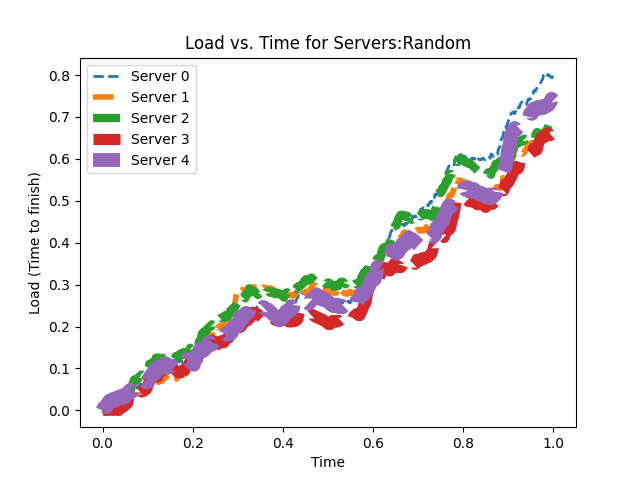 Load vs. Time for Servers:Random
Load (Time to finish)
0.8
0.7
0.6
0.5
0.4
0.3
0.2
0.1
0.0
Server 0
Server 1
Server 2
Server 3
Server 4
0.0 0.2 0.4 0.6 0.8 1.0
Time